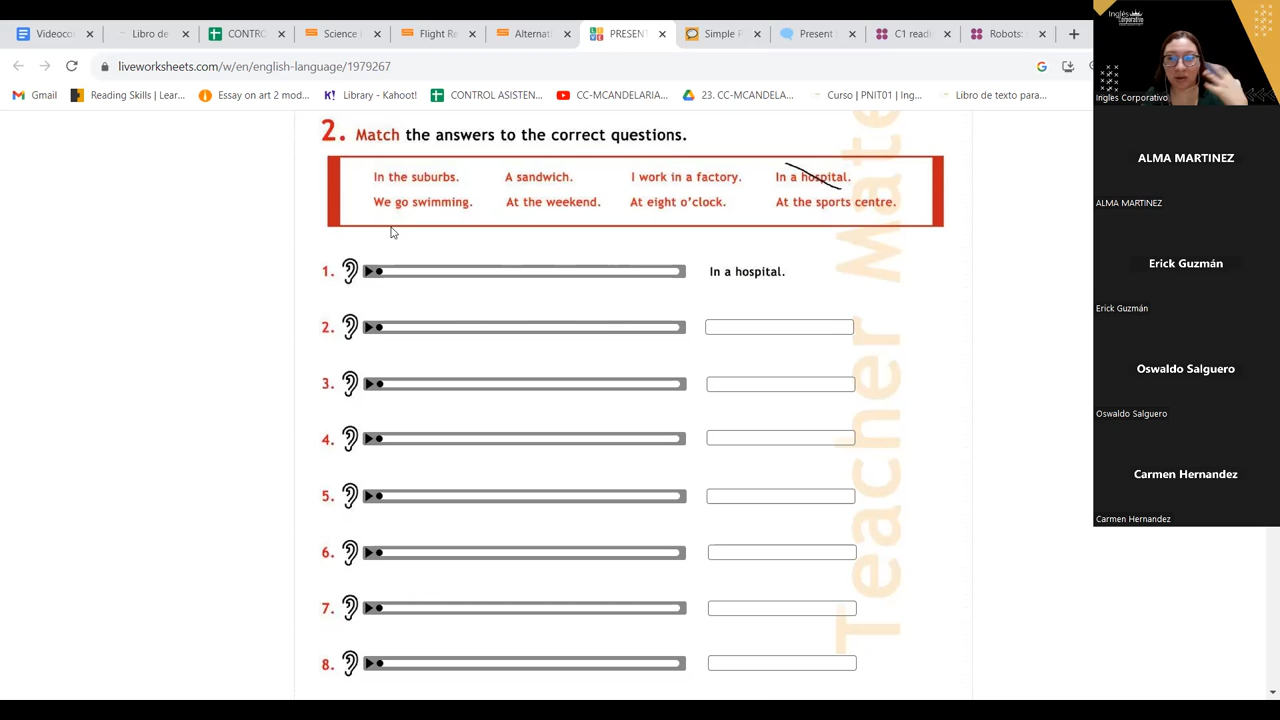 Videoco
Libro de
CONTRO
Science
Flight Re
Alternati
PRESENT
Simple P
Present
C1 readi
Robots:
liveworksheets.com/w/en/english-language/1979267
Gmail
Reading Skills | Lear...
Essay on art 2 mod...
Library - Kahoot!
CONTROL ASISTEN...
CC-MCANDELARIA...
23. CC-MCANDELA...
Curso | PNIT01 | Ing...
Libro de texto para...
2. Match the answers to the correct questions.
In the suburbs. A sandwich. I work in a factory. In a hospital.
We go swimming. At the weekend. At eight o'clock. At the sports centre.
1. In a hospital.
2.
3.
4.
5.
6.
7.
8.
Teacher Mate
Inglés
Corporativo
Ingles Corporativo
ALMA MARTINEZ
ALMA MARTINEZ
Erick Guzmán
Erick Guzmán
Oswaldo Salguero
Oswaldo Salguero
Carmen Hernandez
Carmen Hernandez